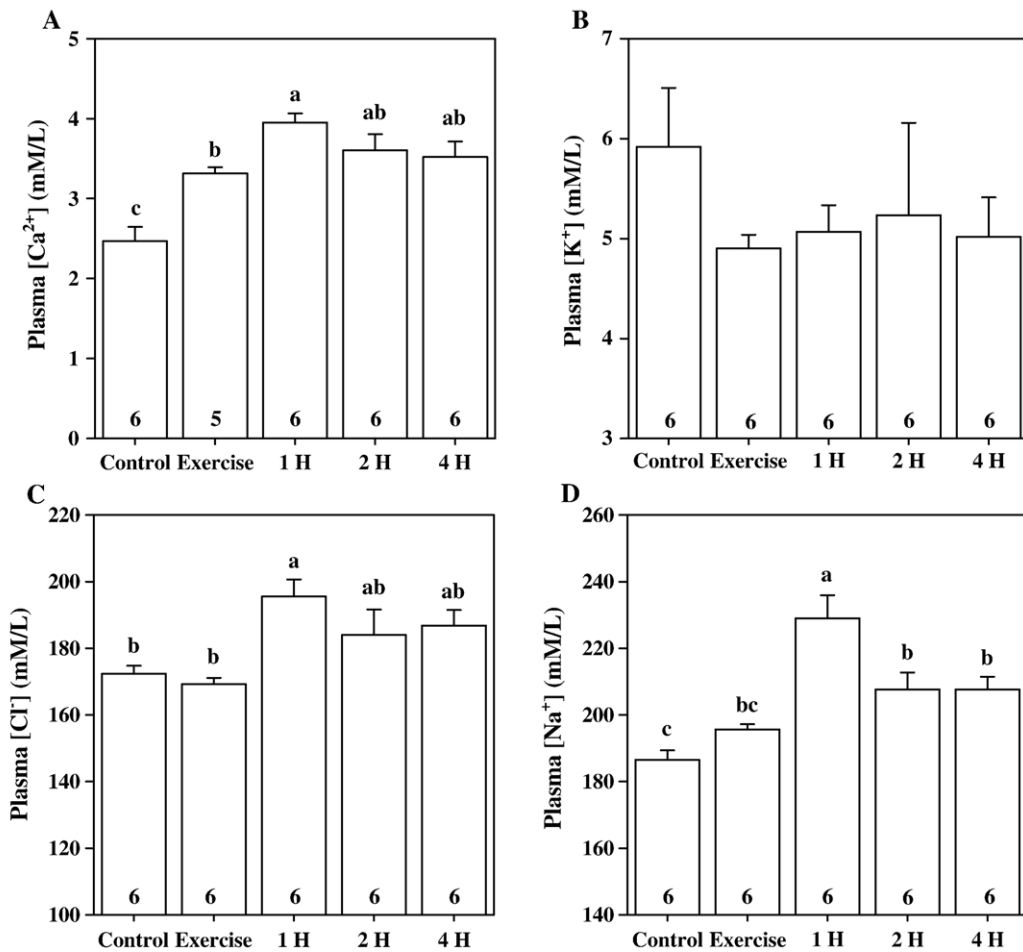 A
Plasma [Ca²⁺] (mM/L)
5
4
3
2
1
0
c
b
a
ab
ab
6 5 6 6 6
Control Exercise 1 H 2 H 4 H
B
Plasma [K⁺] (mM/L)
7
6
5
4
3
6 6 6 6 6
Control Exercise 1 H 2 H 4 H
C
Plasma [Cl⁻] (mM/L)
220
200
180
160
140
120
100
b
b
a
ab
ab
6 6 6 6 6
Control Exercise 1 H 2 H 4 H
D
Plasma [Na⁺] (mM/L)
260
240
220
200
180
160
140
c
bc
a
b
b
6 6 6 6 6
Control Exercise 1 H 2 H 4 H